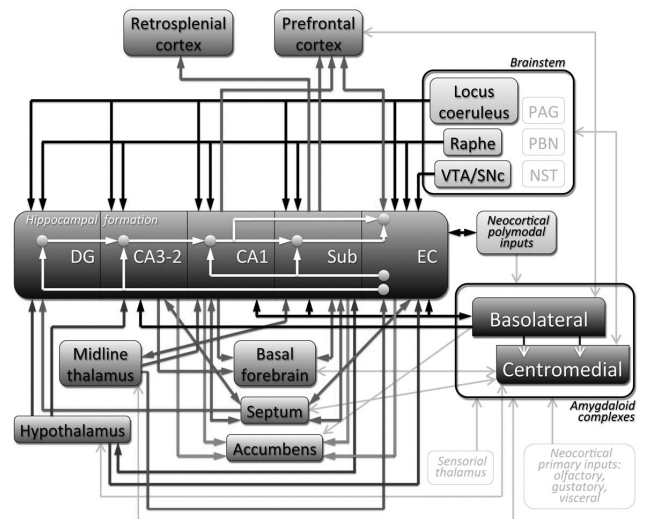 Retrosplenial
cortex
Prefrontal
cortex
Brainstem
Locus
coeruleus
PAG
Raphe
PBN
VTA/SNc
NST
Hippocampal formation
DG
CA3-2
CA1
Sub
EC
Neocortical
polymodal
inputs
Basolateral
Centromedial
Amygdaloid
complexes
Midline
thalamus
Basal
forebrain
Septum
Hypothalamus
Accumbens
Sensorial
thalamus
Neocortical
primary inputs:
olfactory,
gustatory,
visceral